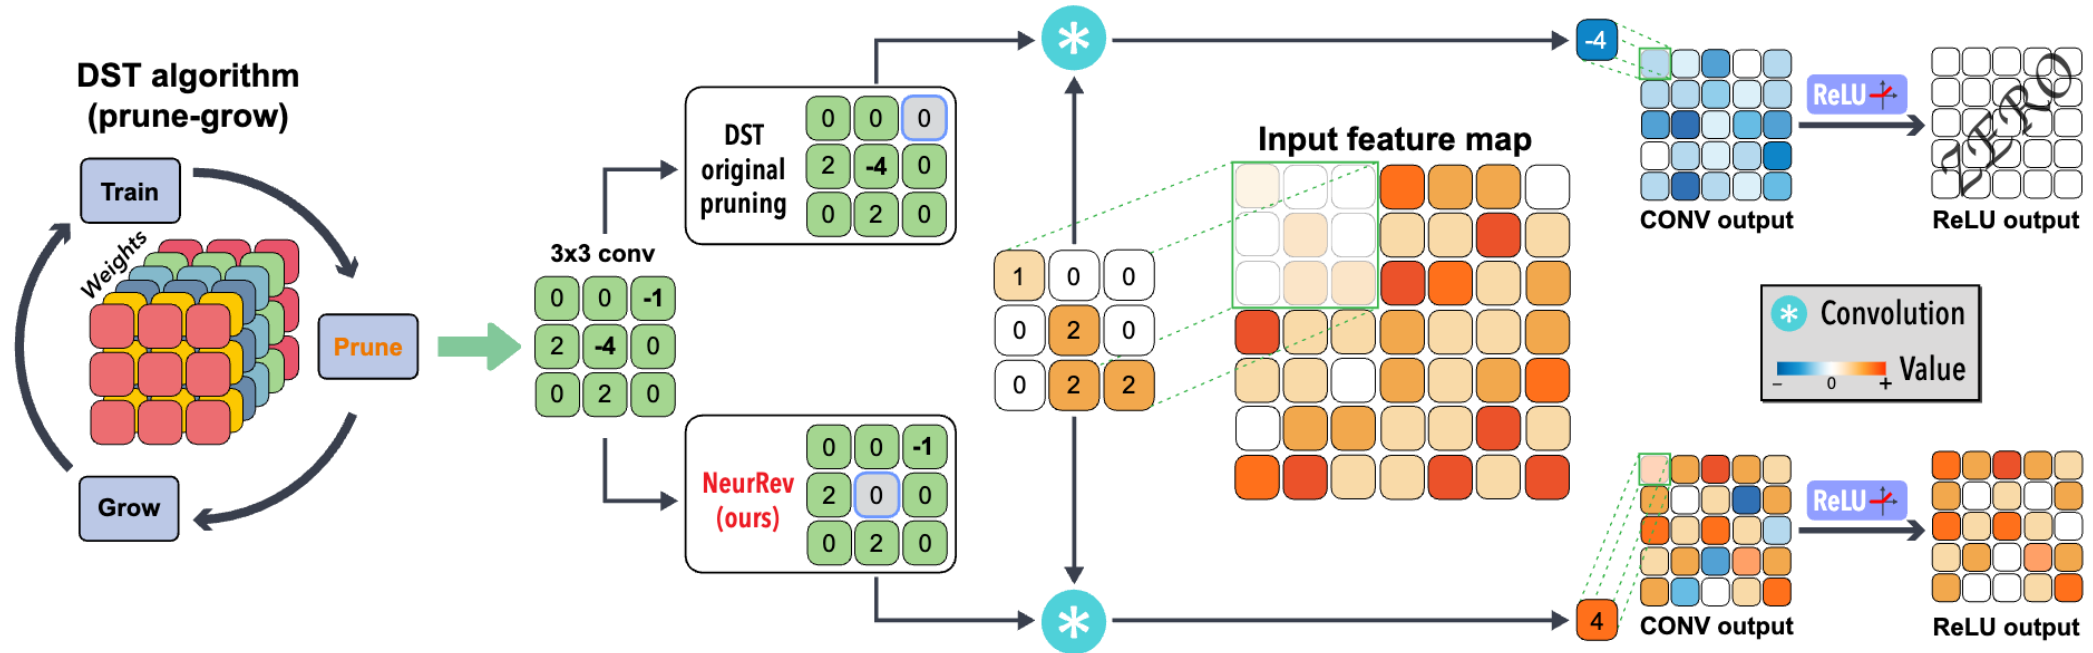 DST algorithm
(prune-grow)
Train
Weights
Prune
Grow
3x3 conv
0 0 -1
2 -4 0
0 2 0
DST
original
pruning
0 0 0
2 -4 0
0 2 0
NeurRev
(ours)
0 0 -1
2 0 0
0 2 0
1 0 0
0 2 0
0 2 2
Input feature map
-4
CONV output
ReLU
ZERO
ReLU output
Convolution
- 0 + Value
4
CONV output
ReLU
ReLU output